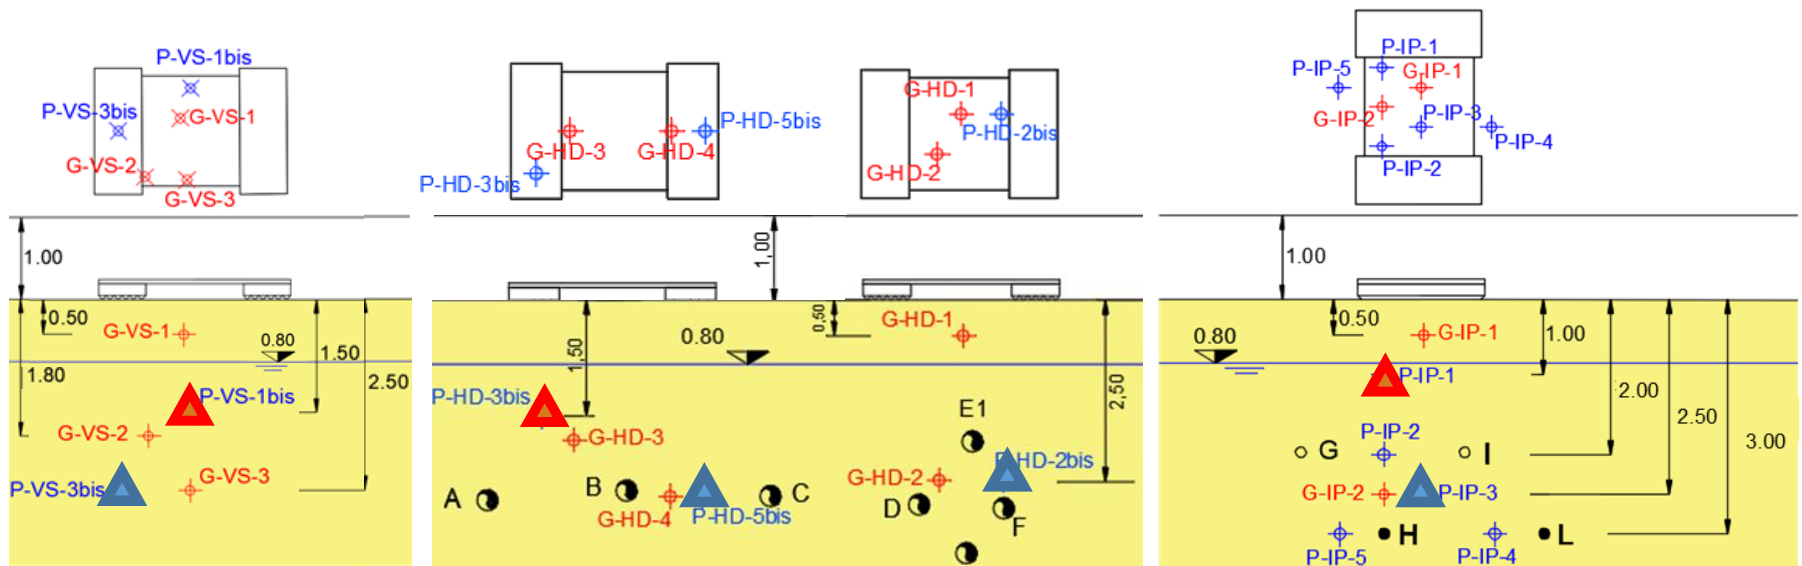 P-VS-1bis
P-VS-3bis
G-VS-1
G-VS-2
G-VS-3
1.00
0.50
G-VS-1
0.80
1.50
1.80
2.50
P-VS-1bis
G-VS-2
G-VS-3
P-VS-3bis
P-HD-5bis
G-HD-3
G-HD-4
P-HD-3bis
G-HD-1
P-HD-2bis
G-HD-2
1,00
0,50
G-HD-1
0.80
1,50
2,50
P-HD-3bis
E1
G-HD-3
-HD-2bis
G-HD-2
A
B
C
D
F
G-HD-4
P-HD-5bis
P-IP-1
P-IP-5
G-IP-1
G-IP-2
P-IP-3
P-IP-4
P-IP-2
1.00
0.50
G-IP-1
0.80
1.00
P-IP-1
2.00
2.50
3.00
P-IP-2
G
I
G-IP-2
P-IP-3
H
L
P-IP-5
P-IP-4